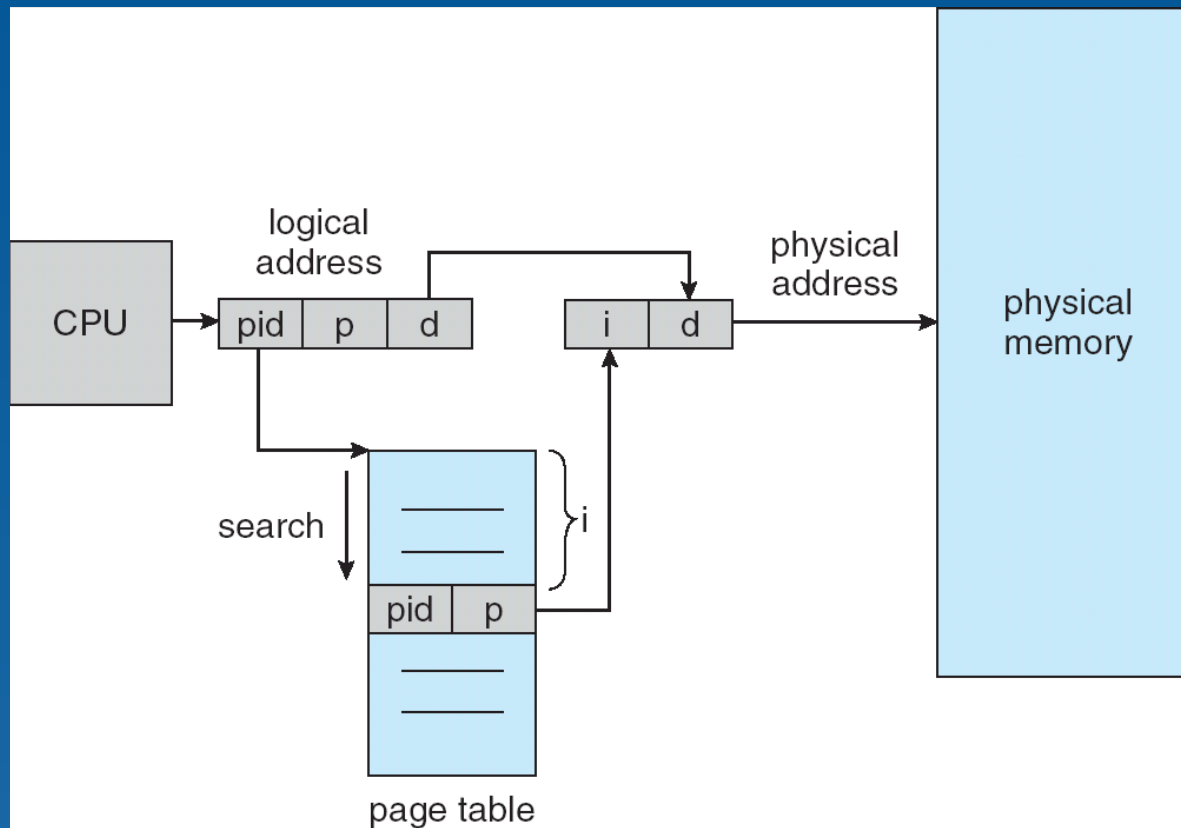 logical
address
physical
address
CPU
pid
p
d
i
d
physical
memory
search
i
pid
p
page table